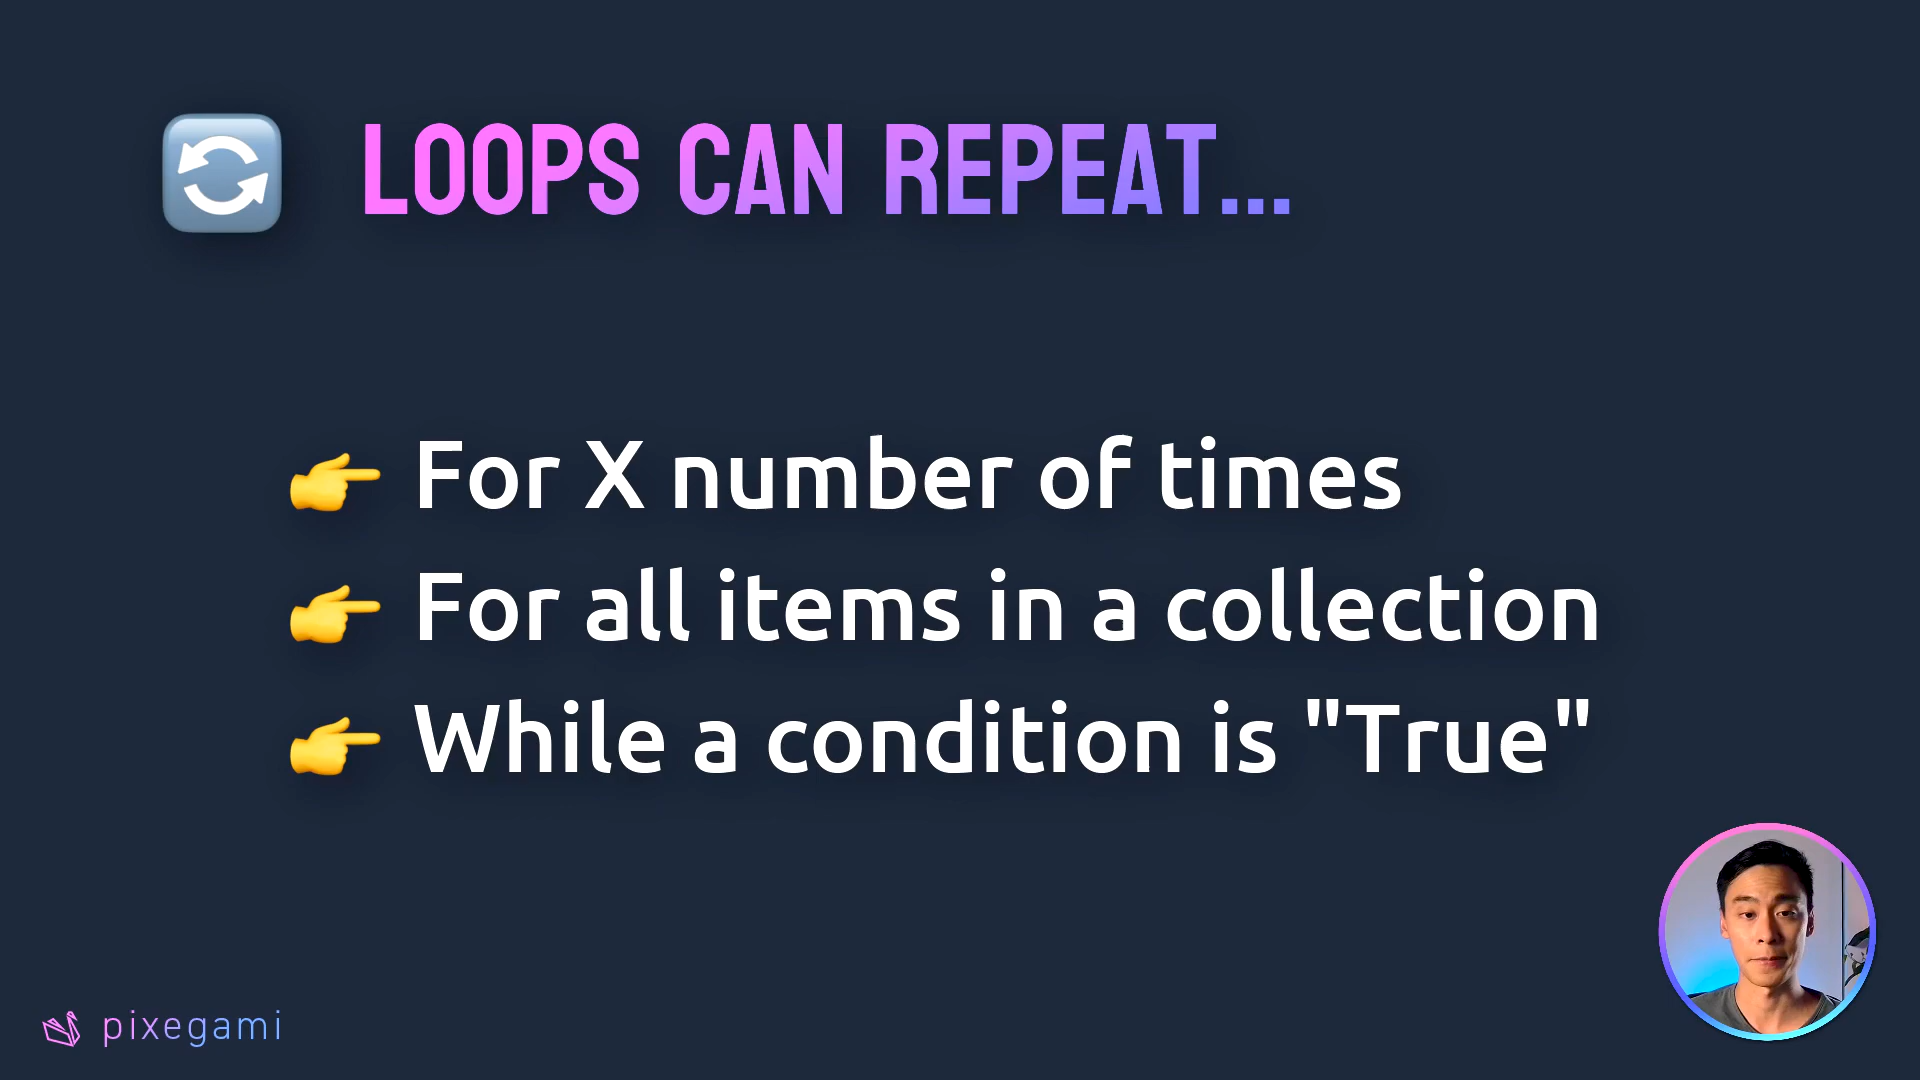 LOOPS CAN REPEAT...
For X number of times
For all items in a collection
While a condition is "True"
pixegami